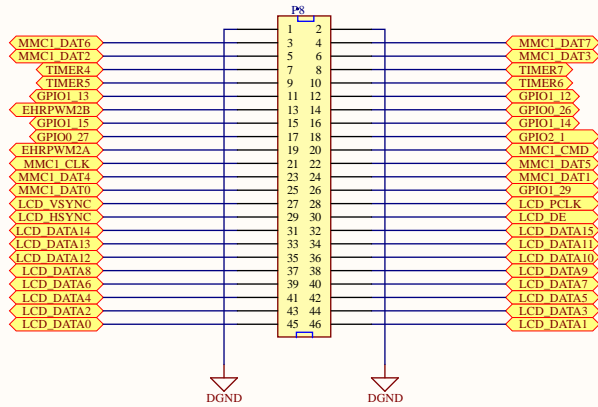 P8
1 2
MMC1_DAT6 3 4 MMC1_DAT7
MMC1_DAT2 5 6 MMC1_DAT3
TIMER4 7 8 TIMER7
TIMER5 9 10 TIMER6
GPIO1_13 11 12 GPIO1_12
EHRPWM2B 13 14 GPIO0_26
GPIO1_15 15 16 GPIO1_14
GPIO0_27 17 18 GPIO2_1
EHRPWM2A 19 20 MMC1_CMD
MMC1_CLK 21 22 MMC1_DAT5
MMC1_DAT4 23 24 MMC1_DAT1
MMC1_DAT0 25 26 GPIO1_29
LCD_VSYNC 27 28 LCD_PCLK
LCD_HSYNC 29 30 LCD_DE
LCD_DATA14 31 32 LCD_DATA15
LCD_DATA13 33 34 LCD_DATA11
LCD_DATA12 35 36 LCD_DATA10
LCD_DATA8 37 38 LCD_DATA9
LCD_DATA6 39 40 LCD_DATA7
LCD_DATA4 41 42 LCD_DATA5
LCD_DATA2 43 44 LCD_DATA3
LCD_DATA0 45 46 LCD_DATA1
DGND DGND